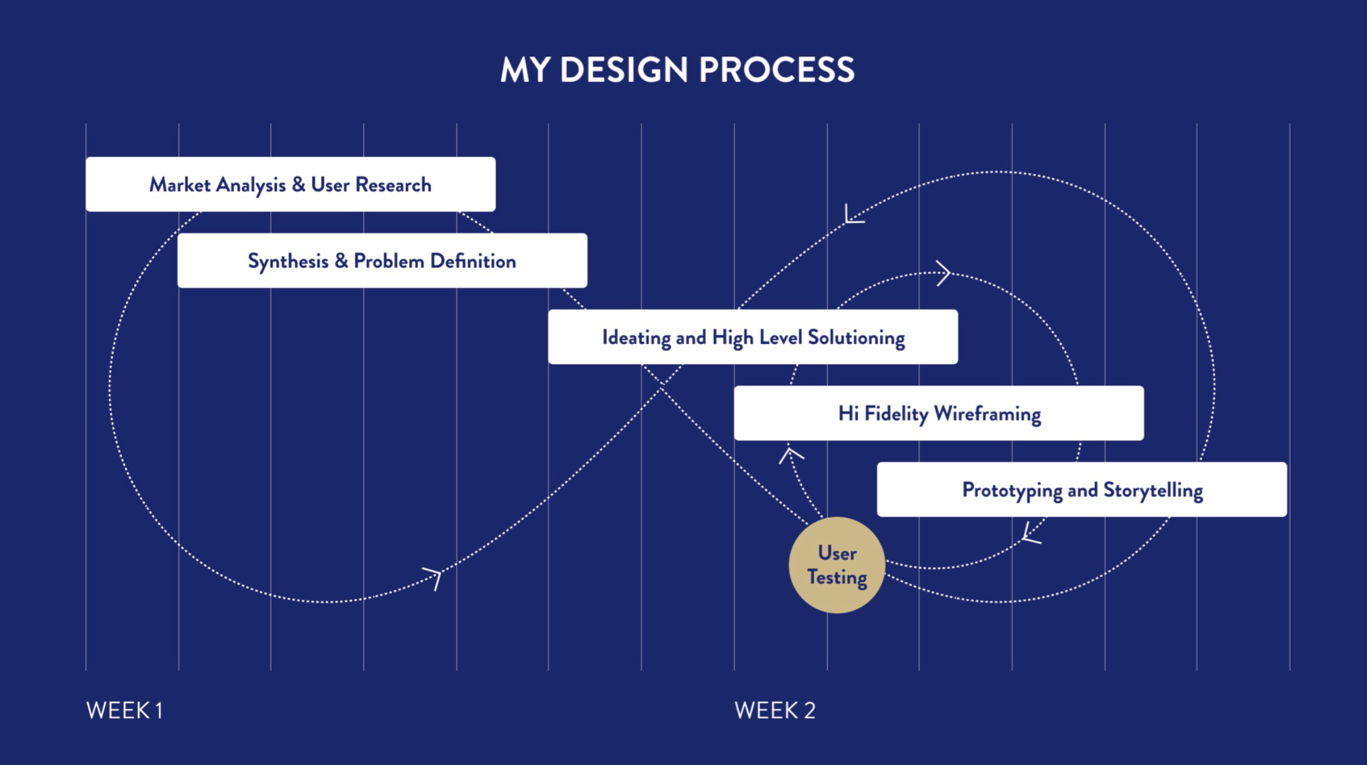 MY DESIGN PROCESS
Market Analysis & User Research
Synthesis & Problem Definition
Ideating and High Level Solutioning
Hi Fidelity Wireframing
Prototyping and Storytelling
User
Testing
WEEK 1
WEEK 2